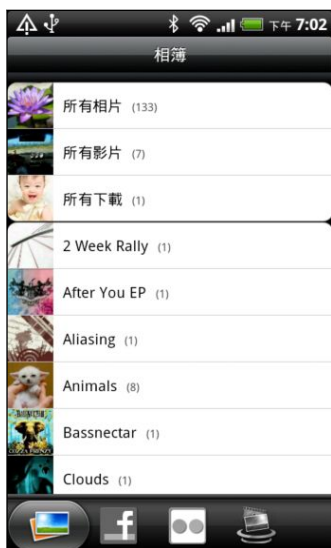 下午 7:02
相簿
所有相片 (133)
所有影片 (7)
所有下載 (1)
2 Week Rally (1)
After You EP (1)
Aliasing (1)
Animals (8)
Bassnectar (1)
Clouds (1)